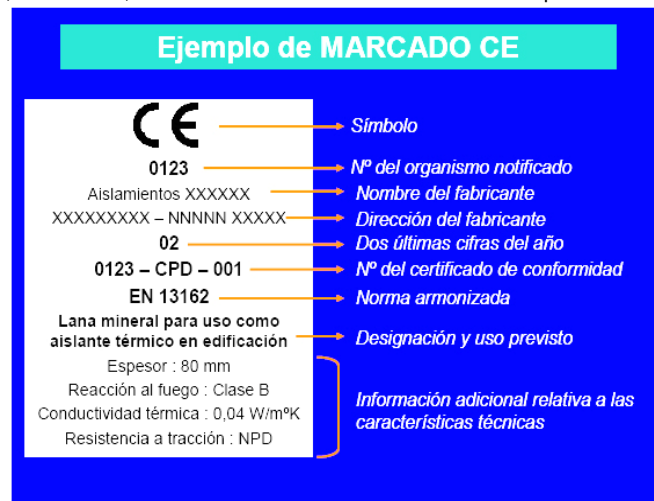 Ejemplo de MARCADO CE
CE
Símbolo
0123
Nº del organismo notificado
Aislamientos XXXXXX
Nombre del fabricante
XXXXXXXXX – NNNNN XXXXX
Dirección del fabricante
02
Dos últimas cifras del año
0123 – CPD – 001
Nº del certificado de conformidad
EN 13162
Norma armonizada
Lana mineral para uso como
aislante térmico en edificación
Designación y uso previsto
Espesor : 80 mm
Reacción al fuego : Clase B
Conductividad térmica : 0,04 W/mºK
Resistencia a tracción : NPD
Información adicional relativa a las
características técnicas